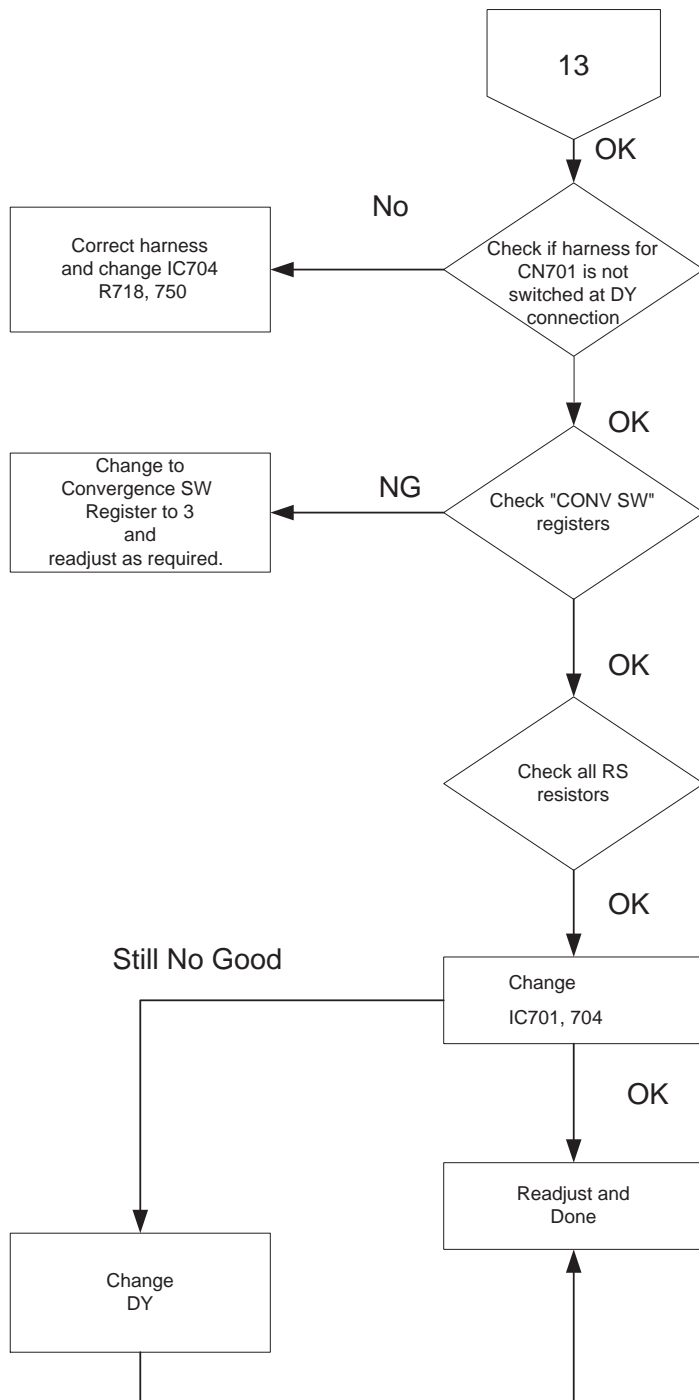 13
OK
No
Correct harness
and change IC704
R718, 750
Check if harness for
CN701 is not
switched at DY
connection
OK
Change to
Convergence SW
Register to 3
and
readjust as required.
NG
Check "CONV SW"
registers
OK
Check all RS
resistors
OK
Still No Good
Change
IC701, 704
OK
Readjust and
Done
Change
DY